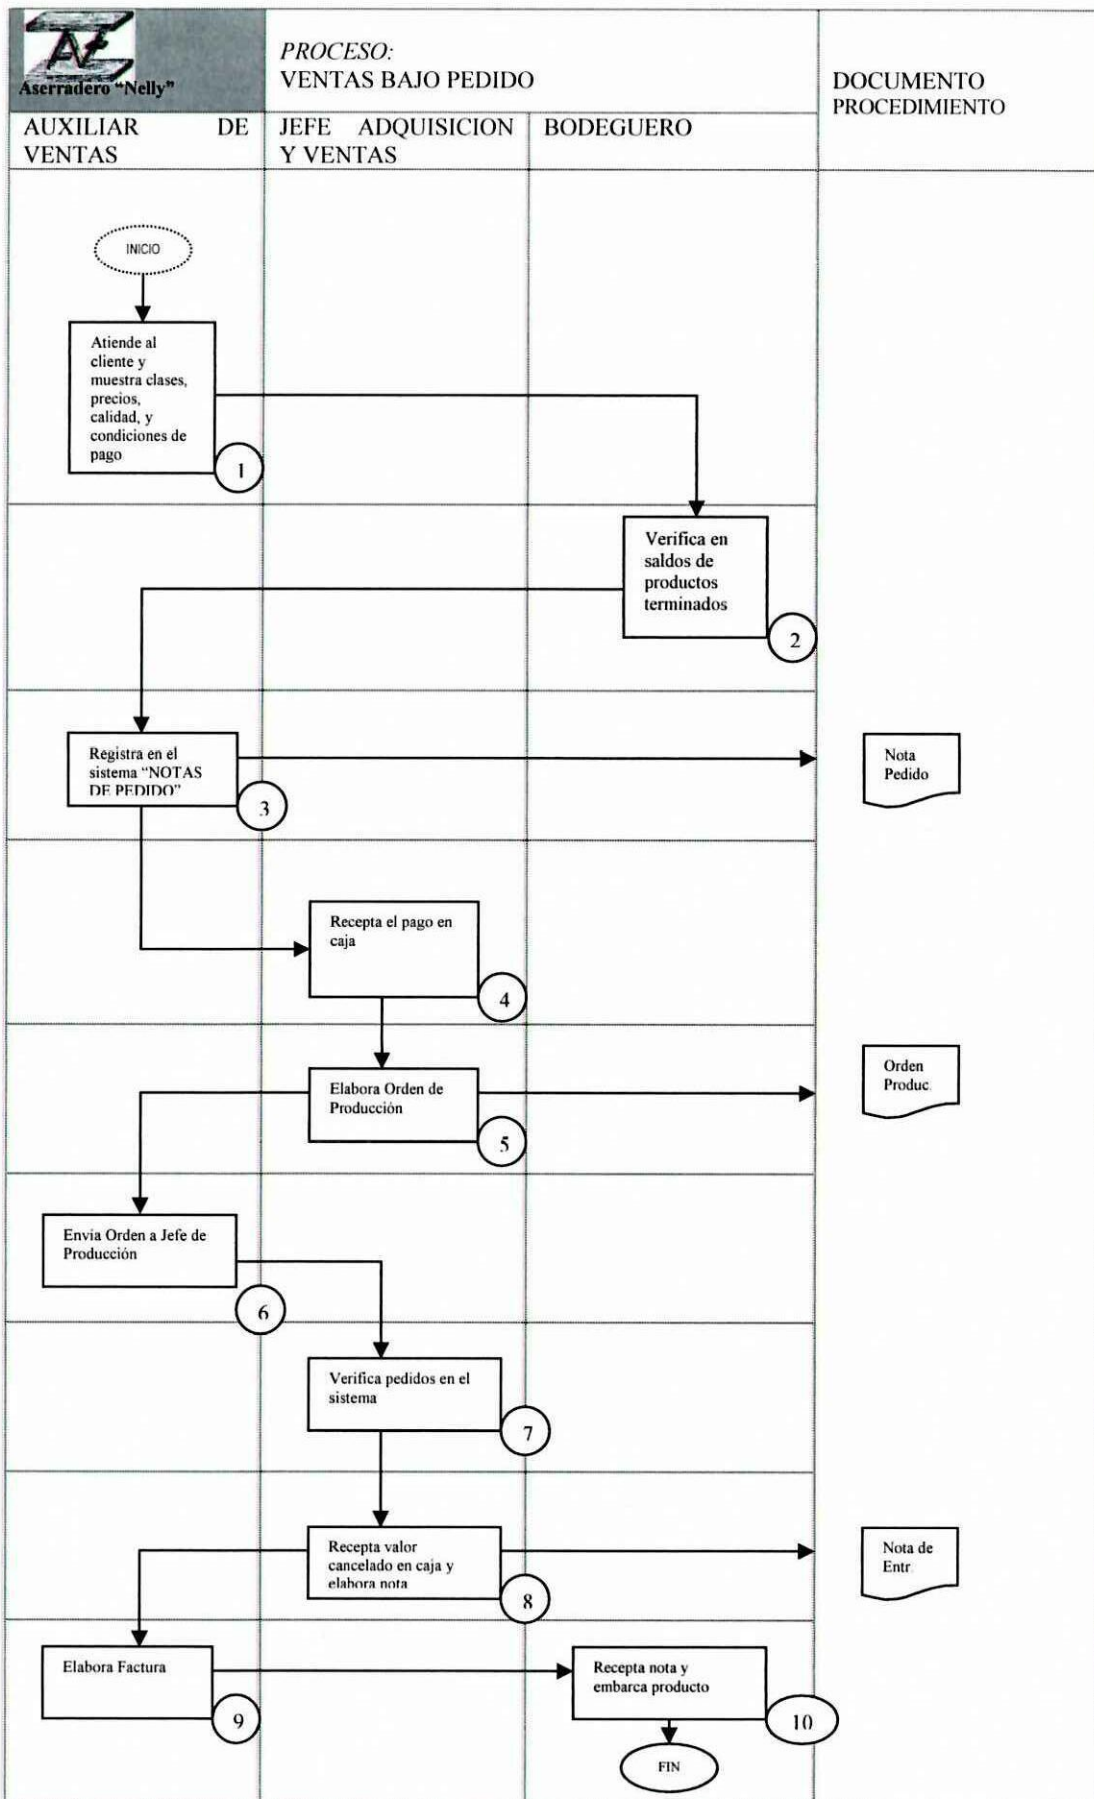 Aserradero “Nelly”
PROCESO:
VENTAS BAJO PEDIDO
DOCUMENTO
PROCEDIMIENTO
AUXILIAR DE
VENTAS
JEFE ADQUISICION
Y VENTAS
BODEGUERO
INICIO
Atiende al
cliente y
muestra clases,
precios,
calidad, y
condiciones de
pago
1
Verifica en
saldos de
productos
terminados
2
Registra en el
sistema “NOTAS
DE PEDIDO”
3
Nota
Pedido
Recepta el pago en
caja
4
Elabora Orden de
Producción
5
Orden
Produc.
Envia Orden a Jefe de
Producción
6
Verifica pedidos en el
sistema
7
Recepta valor
cancelado en caja y
elabora nota
8
Nota de
Entr.
Elabora Factura
9
Recepta nota y
embarca producto
10
FIN